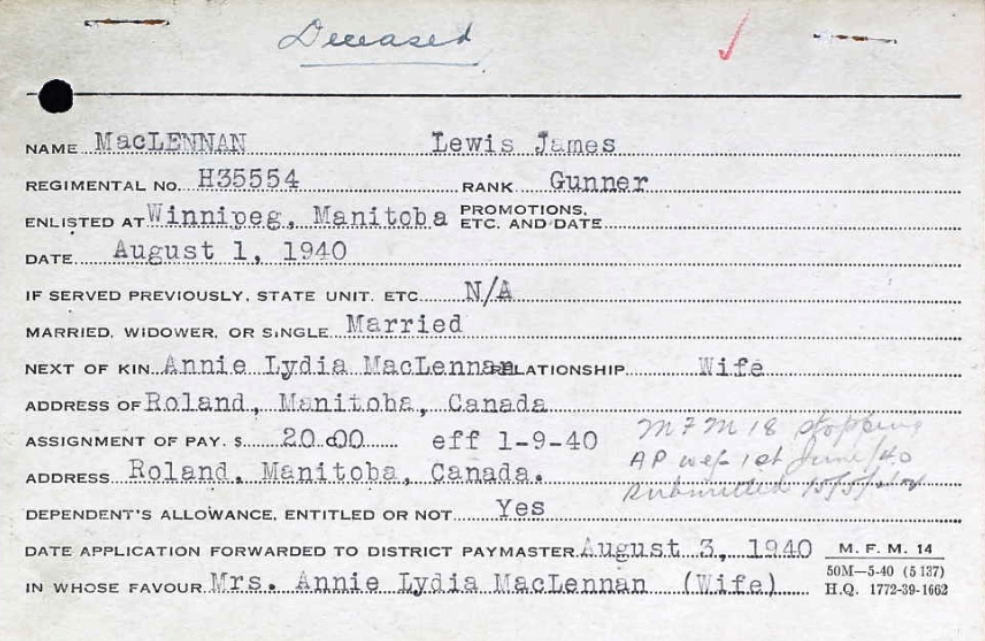 Deceased
NAME MacLENNAN Lewis James
REGIMENTAL NO. H35554 RANK Gunner
ENLISTED AT Winnipeg, Manitoba PROMOTIONS, ETC. AND DATE
DATE August 1, 1940
IF SERVED PREVIOUSLY, STATE UNIT, ETC. N/A
MARRIED, WIDOWER, OR SINGLE Married
NEXT OF KIN Annie Lydia MacLennan RELATIONSHIP Wife
ADDRESS OF Roland, Manitoba, Canada
ASSIGNMENT OF PAY. $ 20.00 eff 1-9-40
MFM 18 stopping
AP wef 1st June/40
ADDRESS Roland, Manitoba, Canada.
submitted 15/5/
DEPENDENT'S ALLOWANCE, ENTITLED OR NOT Yes
DATE APPLICATION FORWARDED TO DISTRICT PAYMASTER August 3, 1940
IN WHOSE FAVOUR Mrs. Annie Lydia MacLennan (Wife)
M. F. M. 14
50M—5-40 (5137)
H.Q. 1772-39-1662